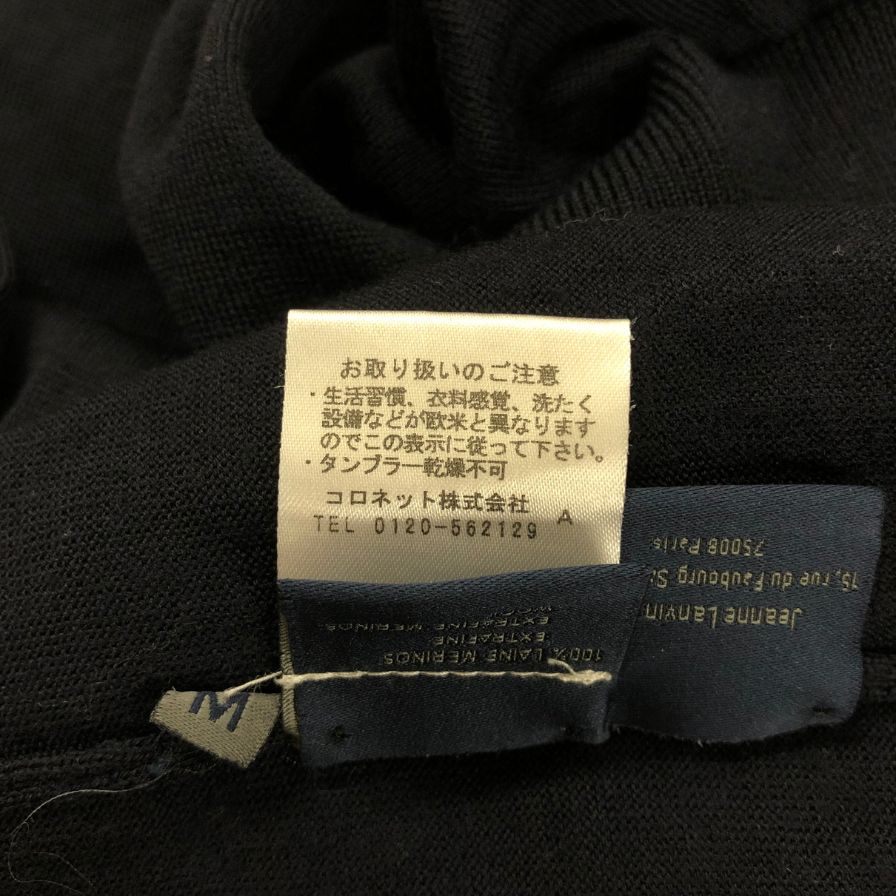 お取り扱いのご注意
・生活習慣、衣料感覚、洗たく
設備などが欧米と異なります
のでこの表示に従って下さい。
・タンブラー乾燥不可
コロネット株式会社
TEL 0120-562129 A
Jeanne Lanvin
15, rue du Faubourg S
75008 Paris
100% LAINE MERINOS
EXTRAFINE
EXTRAFINE MERINOS
WOOL
M